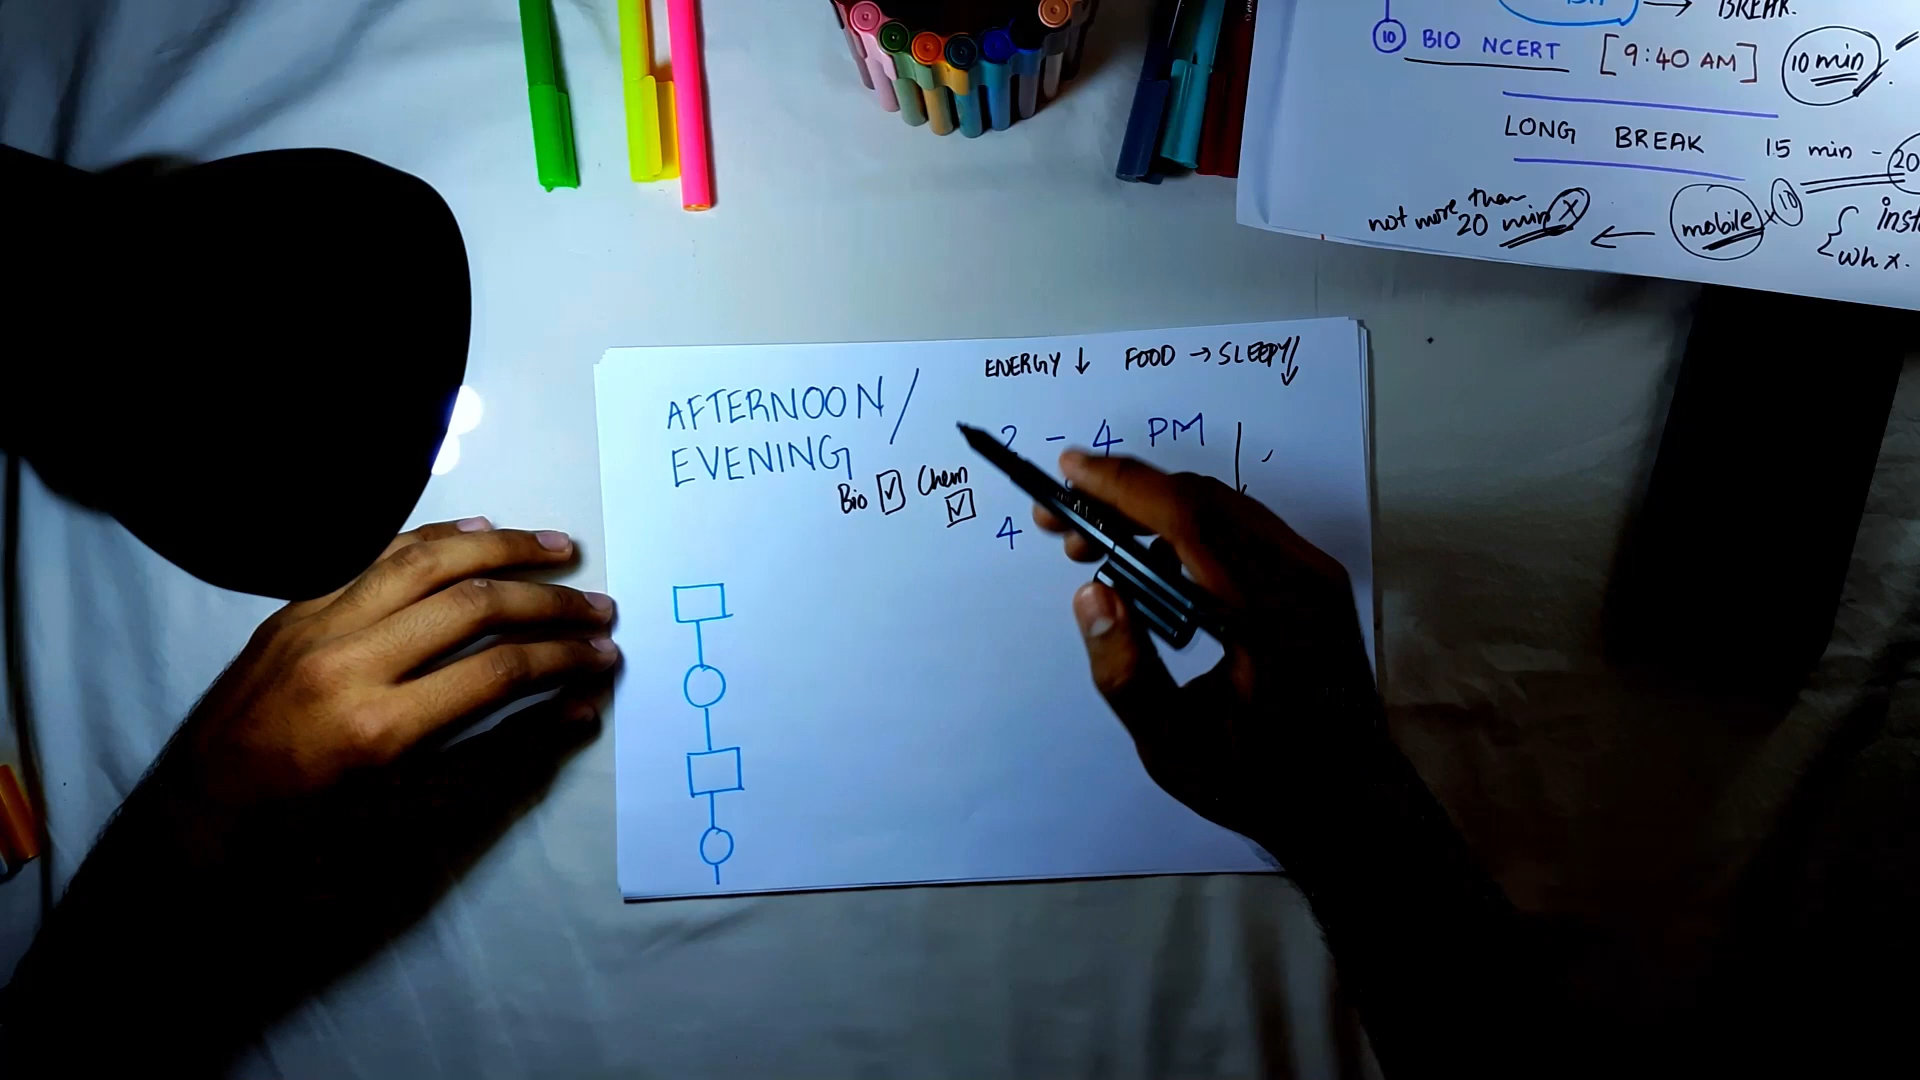 BREAK.
10 BIO NCERT [9:40 AM] 10 min
LONG BREAK 15 min - 20
not more than
20 min x ← mobile x 10 { inst
wh x.
ENERGY ↓ FOOD → SLEEPY ↓
AFTERNOON/
EVENING
2 - 4 PM
Bio ☑ Chem ☑
4